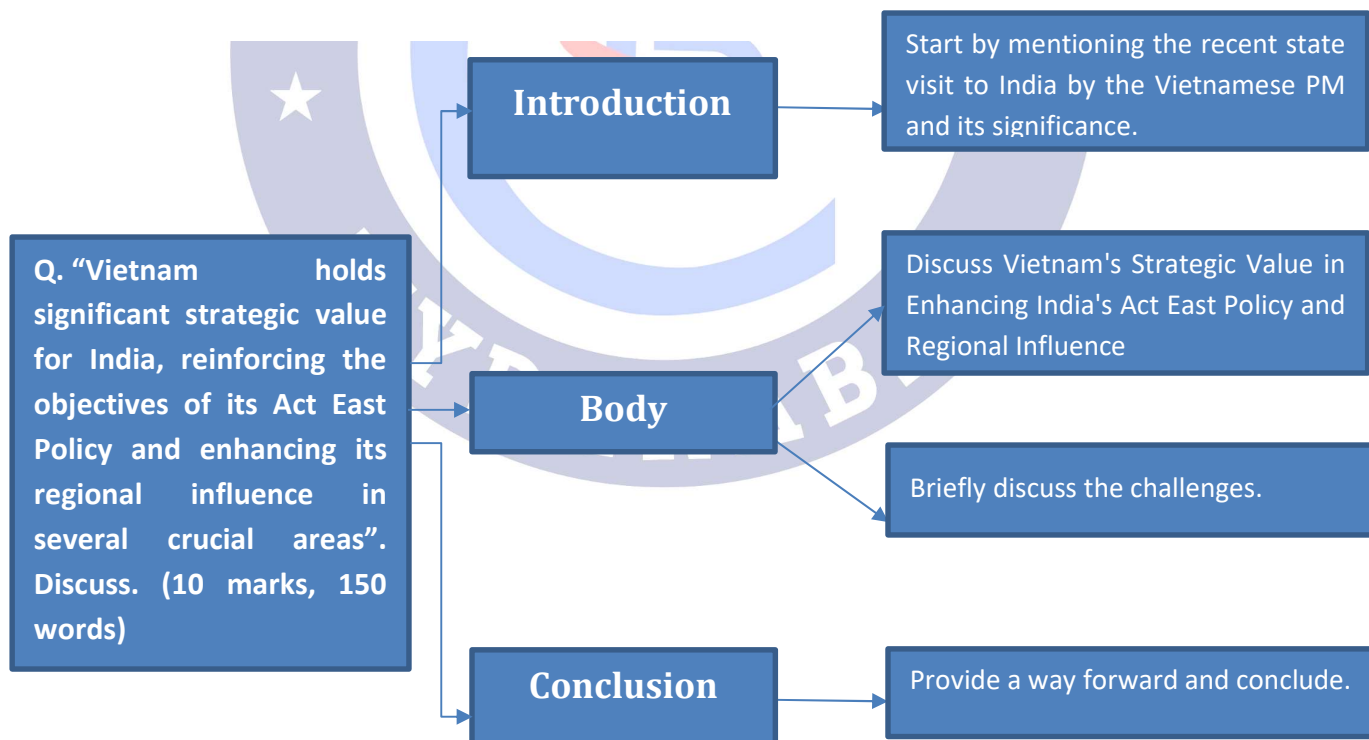 Q. “Vietnam holds
significant strategic value
for India, reinforcing the
objectives of its Act East
Policy and enhancing its
regional influence in
several crucial areas”.
Discuss. (10 marks, 150
words)
Introduction
Start by mentioning the recent state
visit to India by the Vietnamese PM
and its significance.
Body
Discuss Vietnam's Strategic Value in
Enhancing India's Act East Policy and
Regional Influence
Briefly discuss the challenges.
Conclusion
Provide a way forward and conclude.